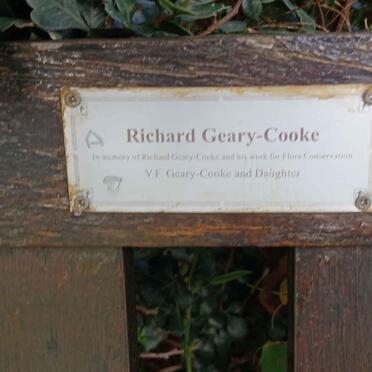 Richard Geary-Cooke
In memory of Richard Geary-Cooke and his work for Flora Conservation
V.F. Geary-Cooke and Daughter